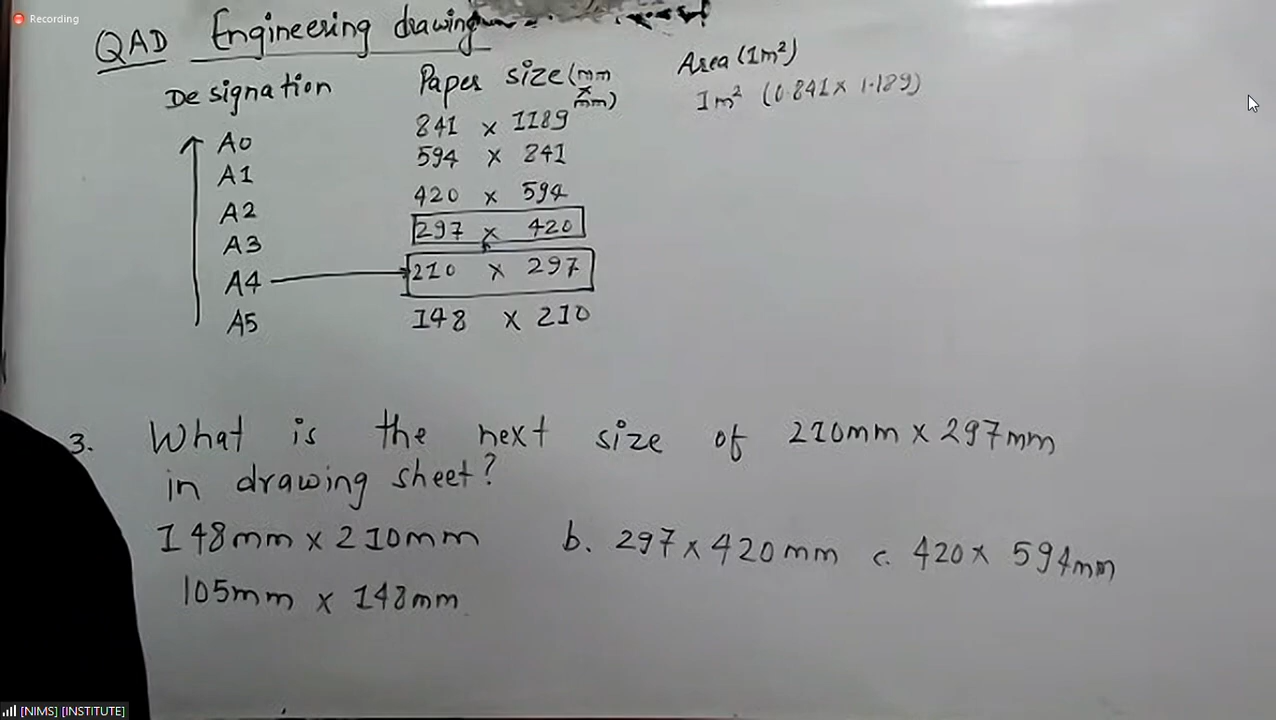 Recording
QAD Engineering drawing
Designation Paper size (mm x mm) Area (1m²)
1m² (0.841 x 1.189)
A0 841 x 1189
A1 594 x 841
A2 420 x 594
A3 297 x 420
A4 210 x 297
A5 148 x 210
3. What is the next size of 210mm x 297mm
in drawing sheet?
148mm x 210mm b. 297 x 420mm c. 420 x 594mm
105mm x 148mm
[NIMS] [INSTITUTE]